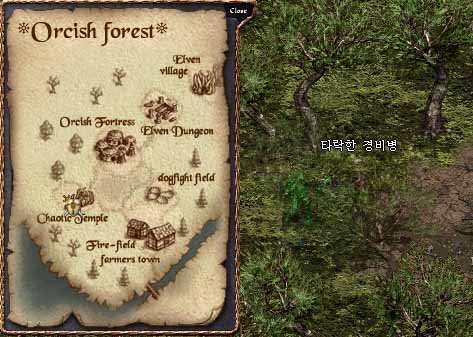 Close
*Orcish forest*
Elven
village
Orcish Fortress
Elven Dungeon
dogfight field
Chaotic Temple
Fire-field
farmers town
타락한 경비병